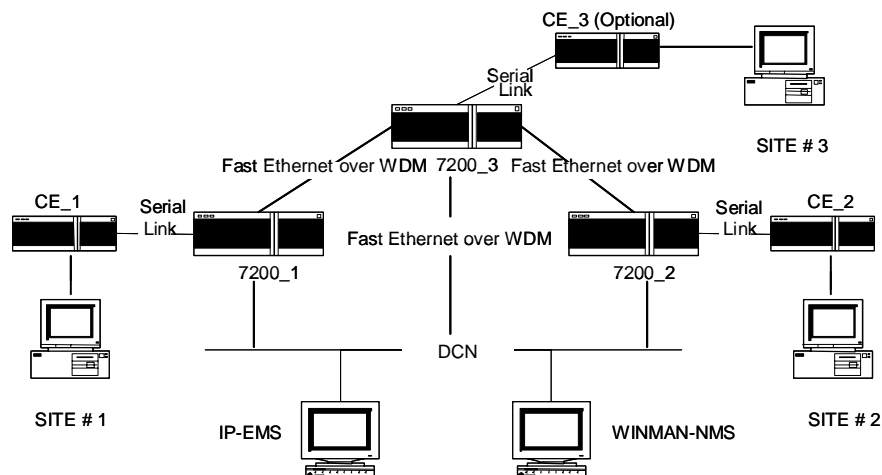 CE_3 (Optional)
Serial
Link
SITE # 3
7200_3
Fast Ethernet over WDM
Fast Ethernet over WDM
CE_1
Serial
Link
7200_1
Fast Ethernet over WDM
7200_2
Serial
Link
CE_2
DCN
SITE # 1
IP-EMS
WINMAN-NMS
SITE # 2